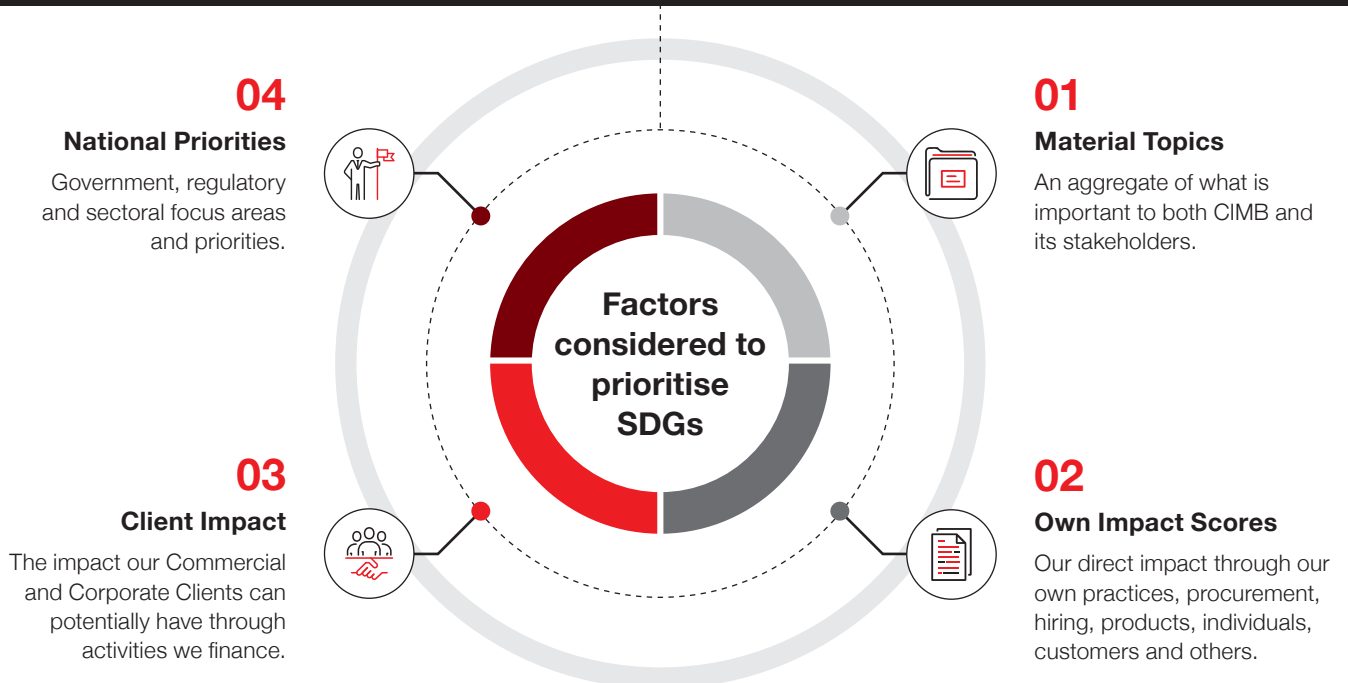 04
National Priorities
Government, regulatory
and sectoral focus areas
and priorities.
01
Material Topics
An aggregate of what is
important to both CIMB and
its stakeholders.
Factors
considered to
prioritise
SDGs
03
Client Impact
The impact our Commercial
and Corporate Clients can
potentially have through
activities we finance.
02
Own Impact Scores
Our direct impact through our
own practices, procurement,
hiring, products, individuals,
customers and others.